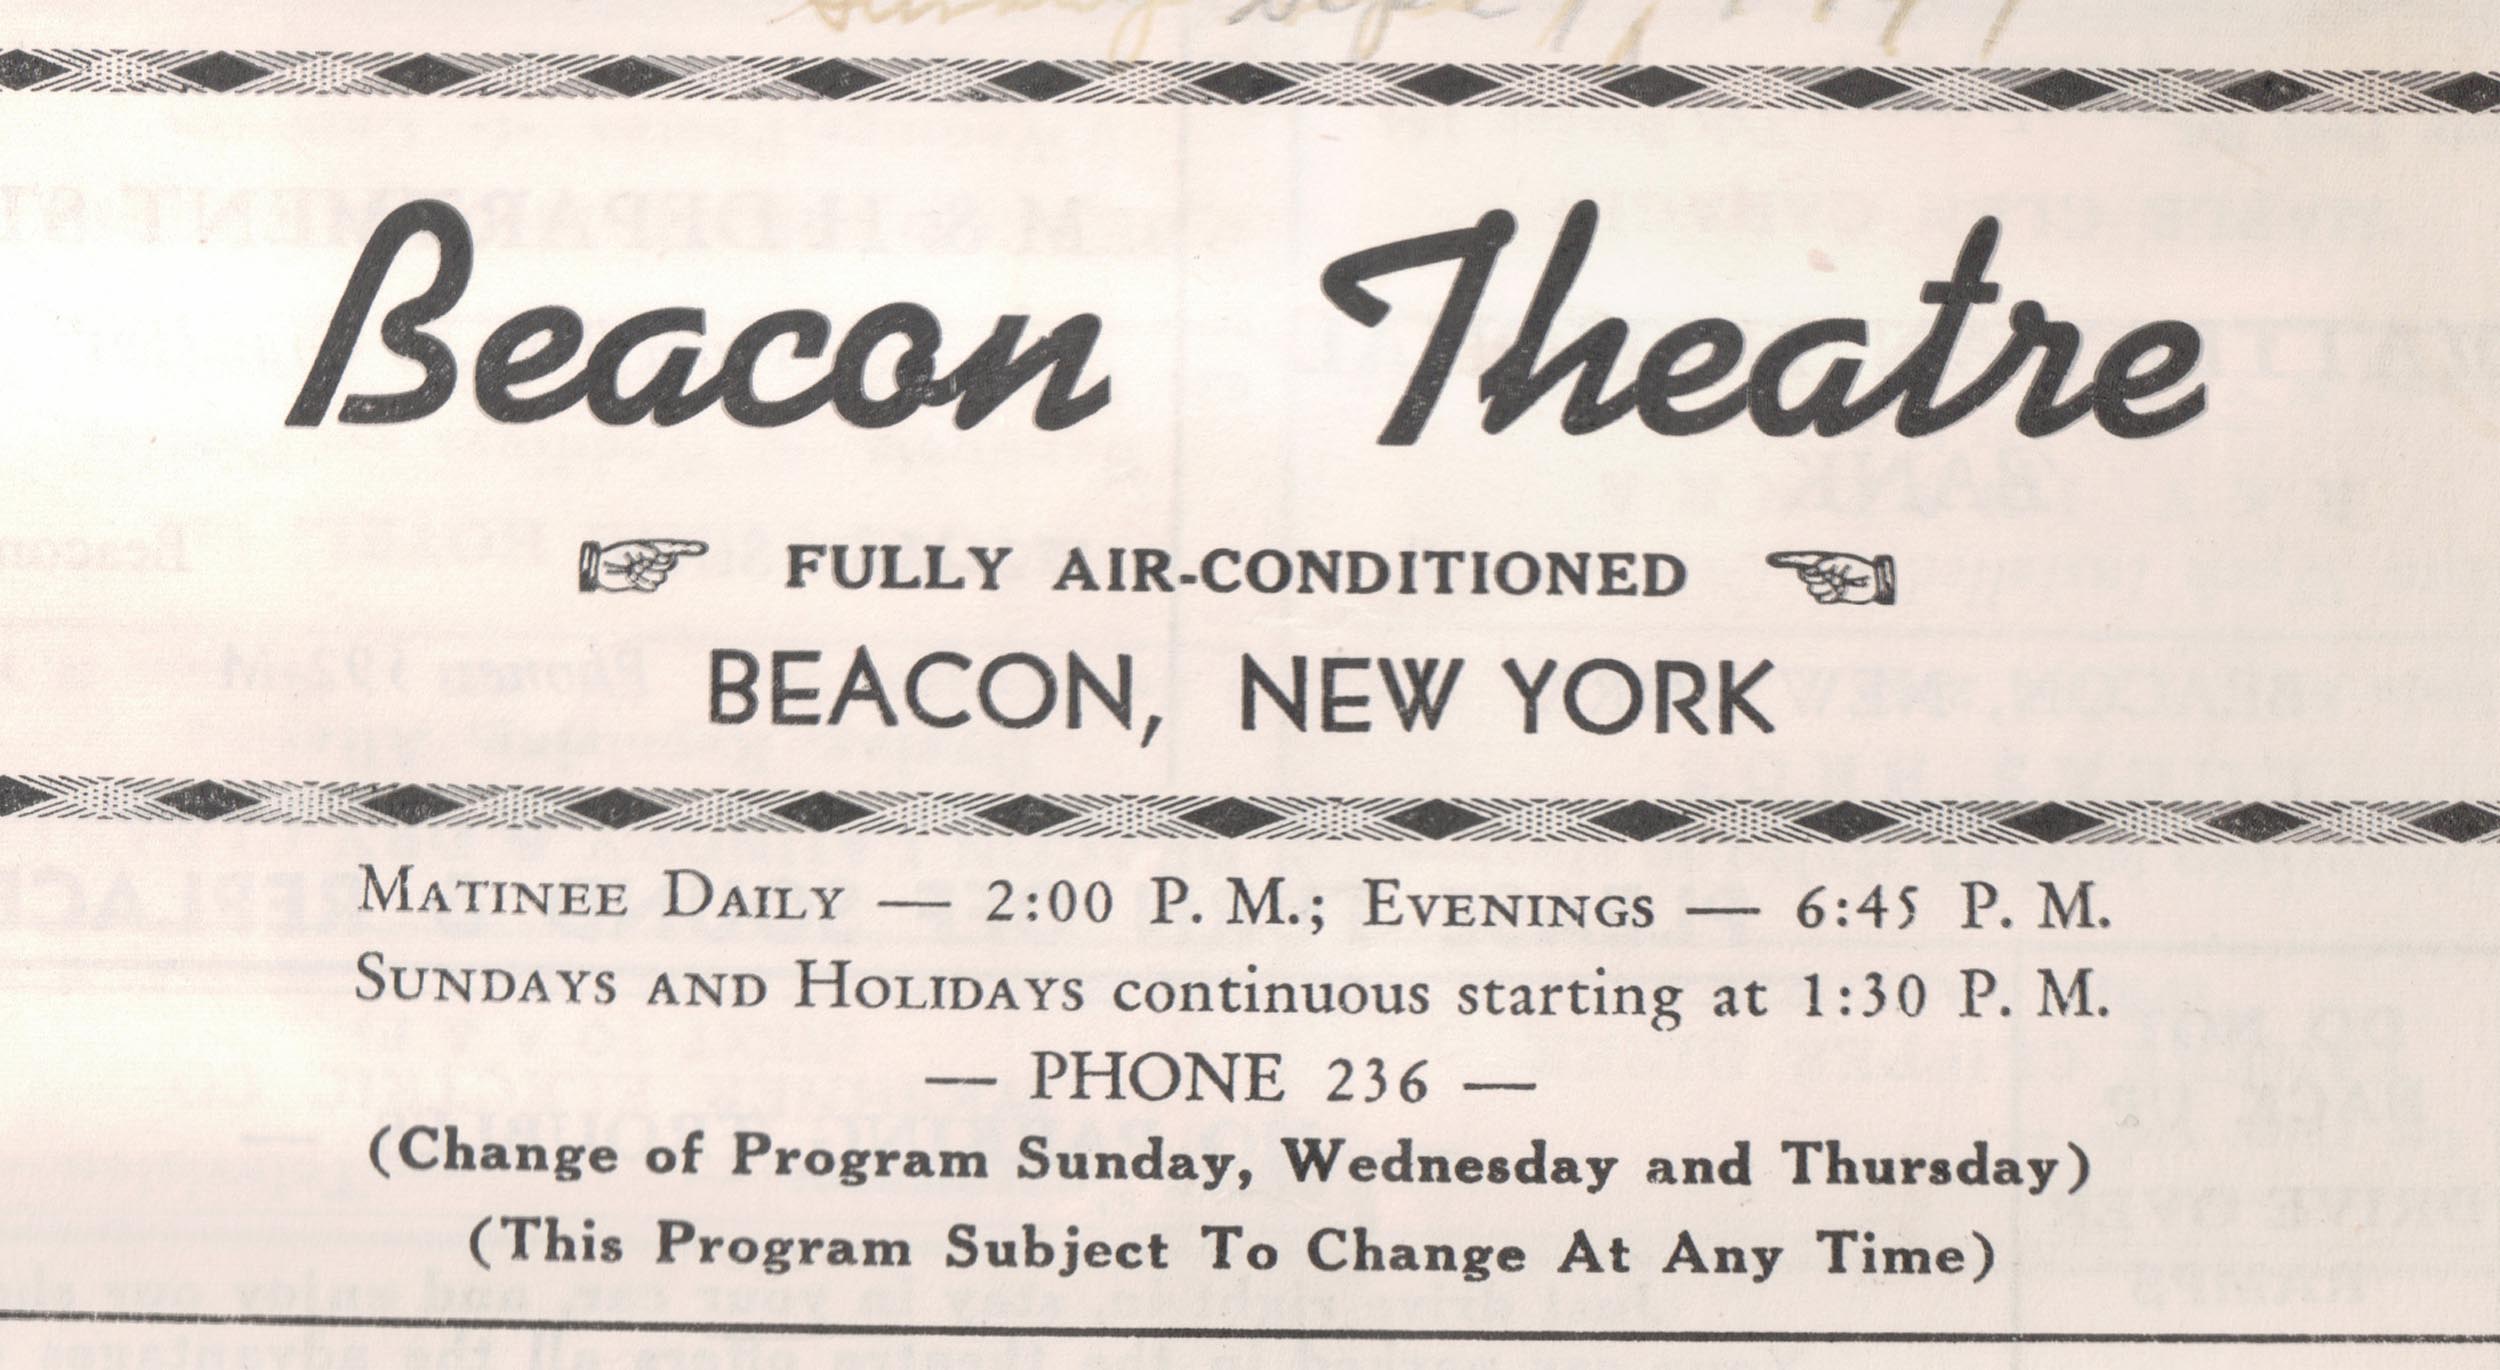 Beacon Theatre
FULLY AIR-CONDITIONED
BEACON, NEW YORK
MATINEE DAILY — 2:00 P. M.; EVENINGS — 6:45 P. M.
SUNDAYS AND HOLIDAYS continuous starting at 1:30 P. M.
— PHONE 236 —
(Change of Program Sunday, Wednesday and Thursday)
(This Program Subject To Change At Any Time)